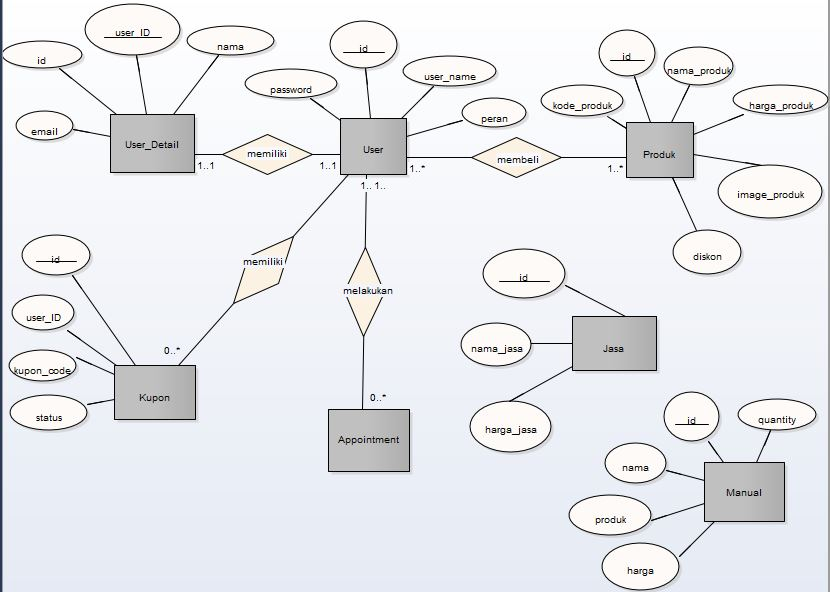 user_ID
nama
id
email
User_Detail
1..1
memiliki
1..1
id
password
user_name
peran
User
1..*
1.. 1..
membeli
1..*
id
nama_produk
kode_produk
harga_produk
Produk
image_produk
diskon
memiliki
0..*
id
user_ID
kupon_code
status
Kupon
melakukan
0..*
Appointment
id
nama_jasa
Jasa
harga_jasa
id
quantity
nama
Manual
produk
harga